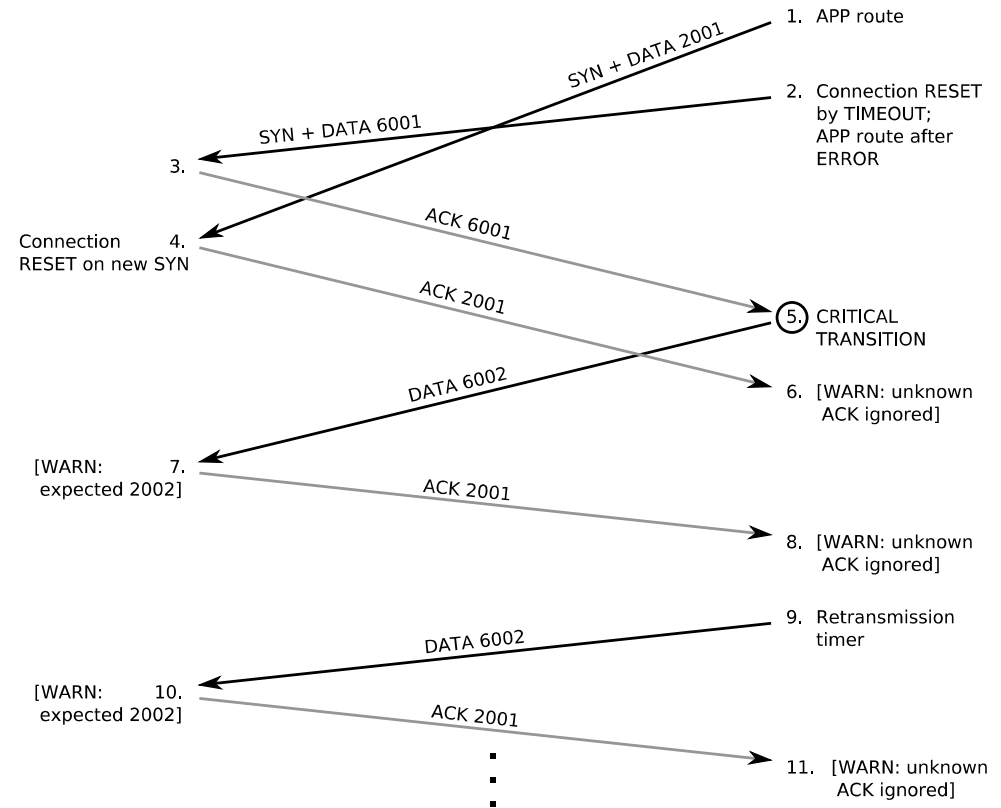 1. APP route
SYN + DATA 2001
2. Connection RESET
by TIMEOUT;
APP route after
ERROR
SYN + DATA 6001
3.
ACK 6001
Connection 4.
RESET on new SYN
ACK 2001
5. CRITICAL
TRANSITION
DATA 6002
6. [WARN: unknown
ACK ignored]
[WARN: 7.
expected 2002]
ACK 2001
8. [WARN: unknown
ACK ignored]
9. Retransmission
timer
DATA 6002
[WARN: 10.
expected 2002]
ACK 2001
11. [WARN: unknown
ACK ignored]